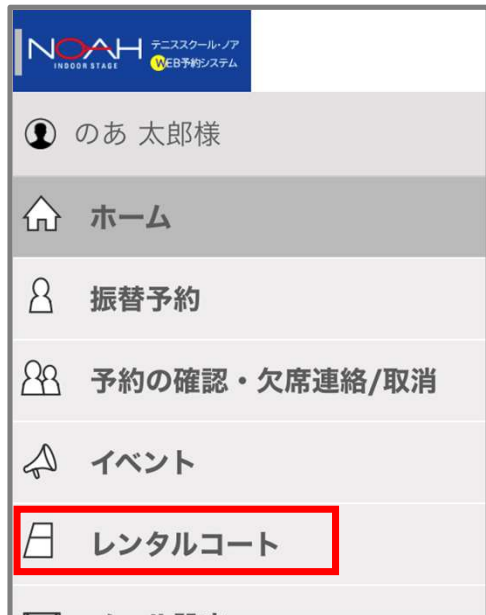 NOAH
INDOOR STAGE
テニススクール・ノア
WEB予約システム
のあ 太郎様
ホーム
振替予約
予約の確認・欠席連絡/取消
イベント
レンタルコート